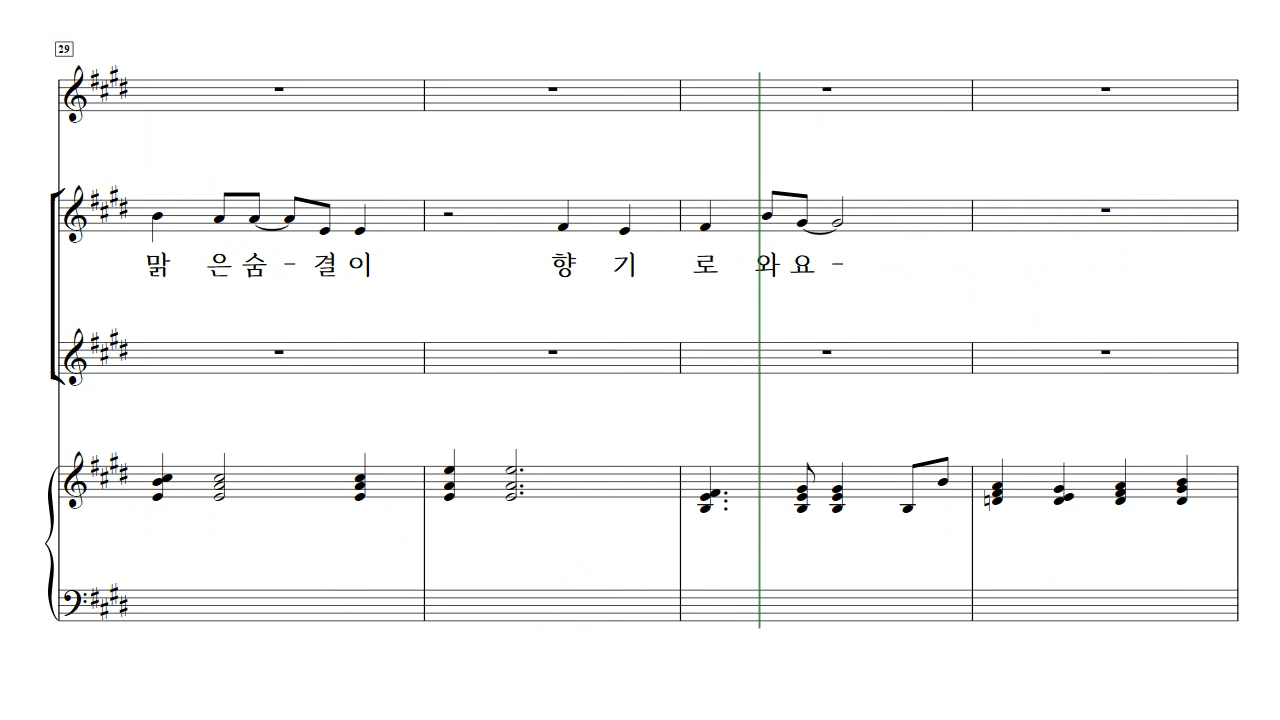 29
맑 은 숨 - 결 이 향 기 로 와 요 -